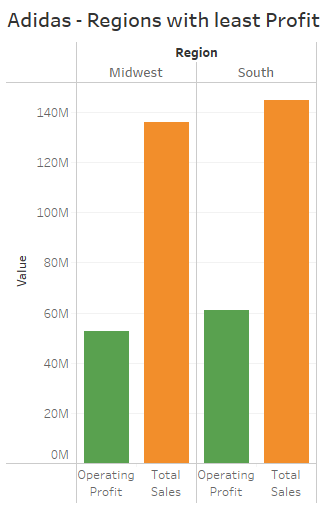 Adidas - Regions with least Profit
Region
Midwest South
140M
120M
100M
80M
60M
40M
20M
0M
Value
Operating Profit Total Sales Operating Profit Total Sales